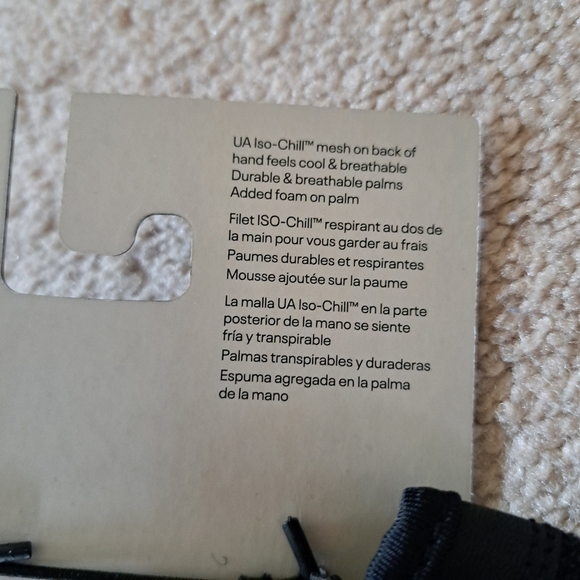 UA Iso-Chill™ mesh on back of
hand feels cool & breathable
Durable & breathable palms
Added foam on palm
Filet ISO-Chill™ respirant au dos de
la main pour vous garder au frais
Paumes durables et respirantes
Mousse ajoutée sur la paume
La malla UA Iso-Chill™ en la parte
posterior de la mano se siente
fría y transpirable
Palmas transpirables y duraderas
Espuma agregada en la palma
de la mano